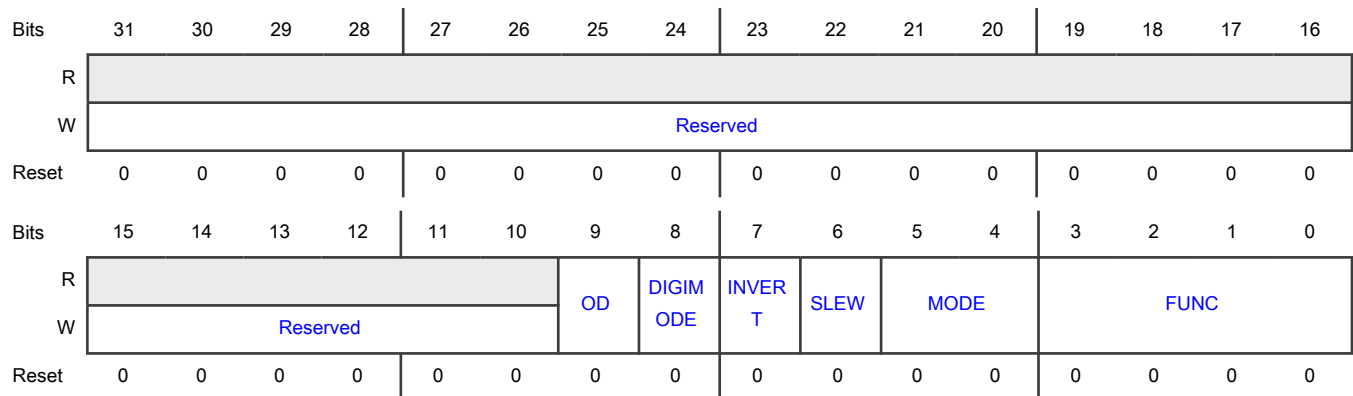 Bits 31 30 29 28 27 26 25 24 23 22 21 20 19 18 17 16
R
W Reserved
Reset 0 0 0 0 0 0 0 0 0 0 0 0 0 0 0 0
Bits 15 14 13 12 11 10 9 8 7 6 5 4 3 2 1 0
R
W Reserved OD DIGIM
ODE INVER
T SLEW MODE FUNC
Reset 0 0 0 0 0 0 0 0 0 0 0 0 0 0 0 0